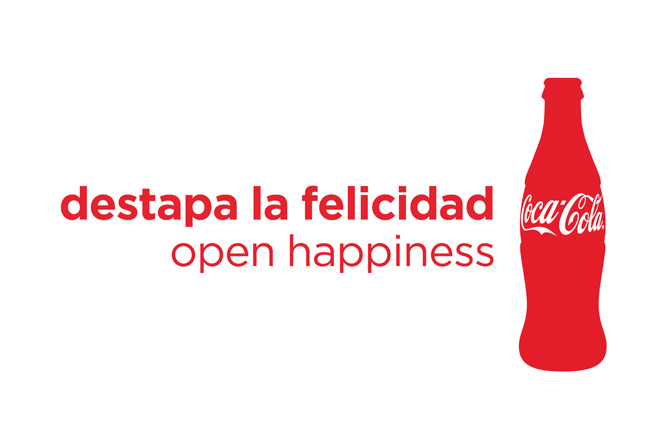 destapa la felicidad
open happiness
Coca-Cola